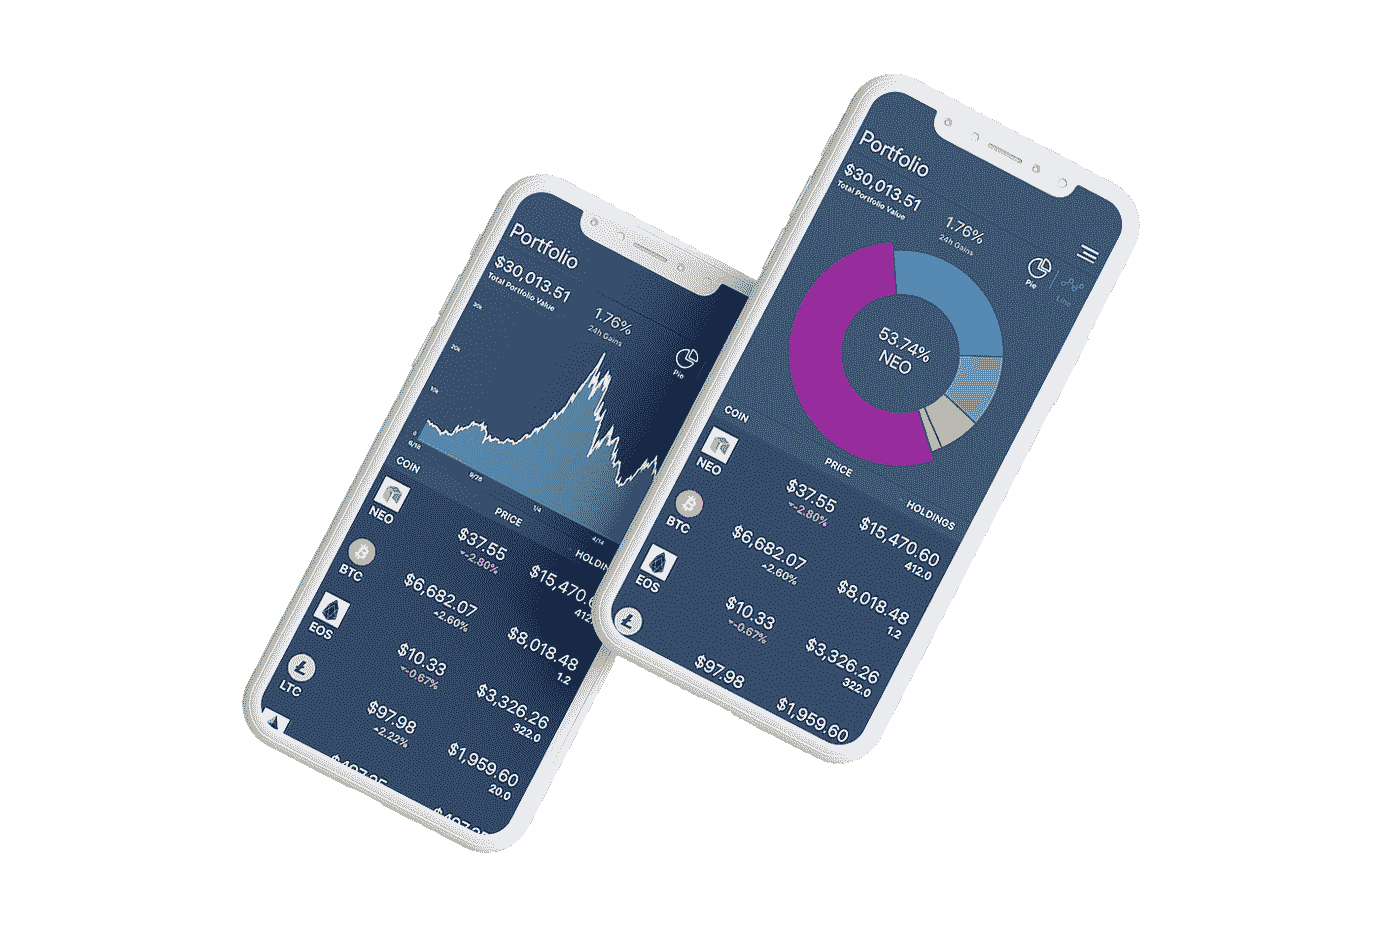 Portfolio
$30,013.51
Total Portfolio Value
1.76%
24h Gains
Pie
30k
20k
10k
0
6/18
9/26
1/4
4/14
COIN
PRICE
HOLDIN
NEO
$37.55
-2.80%
$15,470.6
412.
BTC
$6,682.07
2.60%
$8,018.48
1.2
EOS
$10.33
-0.67%
$3,326.26
322.0
LTC
$97.98
2.22%
$1,959.60
20.0
Portfolio
$30,013.51
Total Portfolio Value
1.76%
24h Gains
Pie
Line
53.74%
NEO
COIN
PRICE
HOLDINGS
NEO
$37.55
-2.80%
$15,470.60
412.0
BTC
$6,682.07
2.60%
$8,018.48
1.2
EOS
$10.33
-0.67%
$3,326.26
322.0
$97.98
$1,959.60